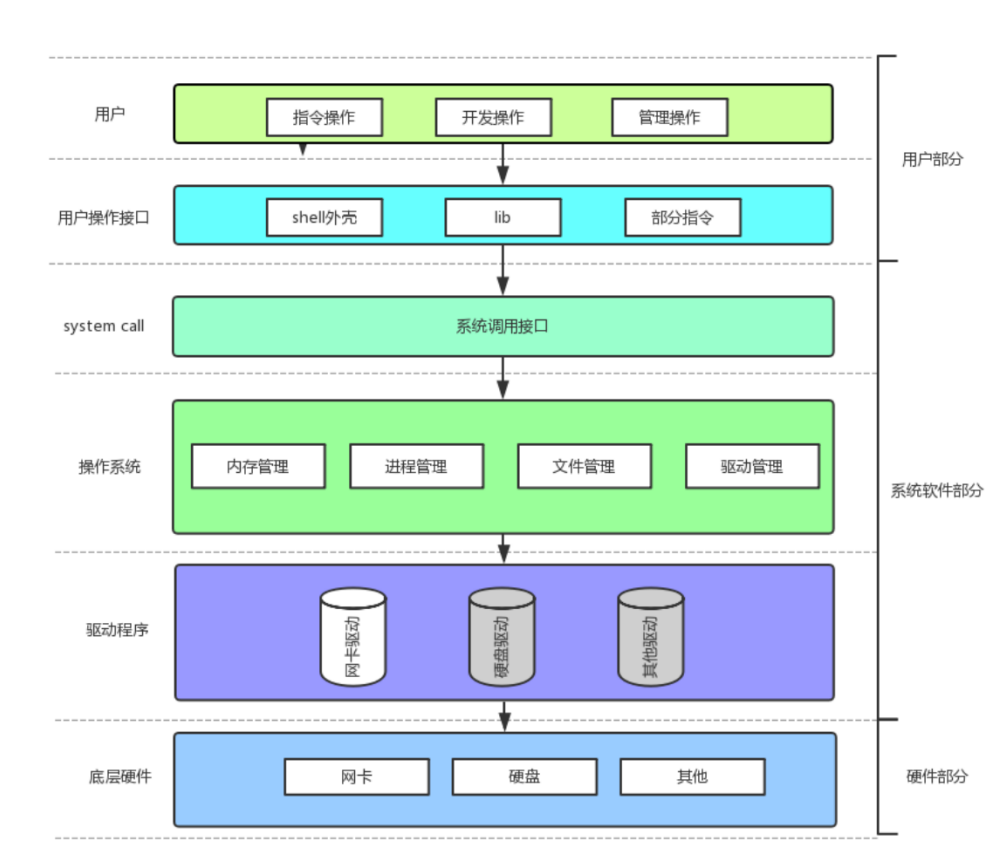 用户
指令操作
开发操作
管理操作
用户部分
用户操作接口
shell外壳
lib
部分指令
system call
系统调用接口
操作系统
内存管理
进程管理
文件管理
驱动管理
系统软件部分
驱动程序
网卡驱动
硬盘驱动
其他驱动
底层硬件
网卡
硬盘
其他
硬件部分